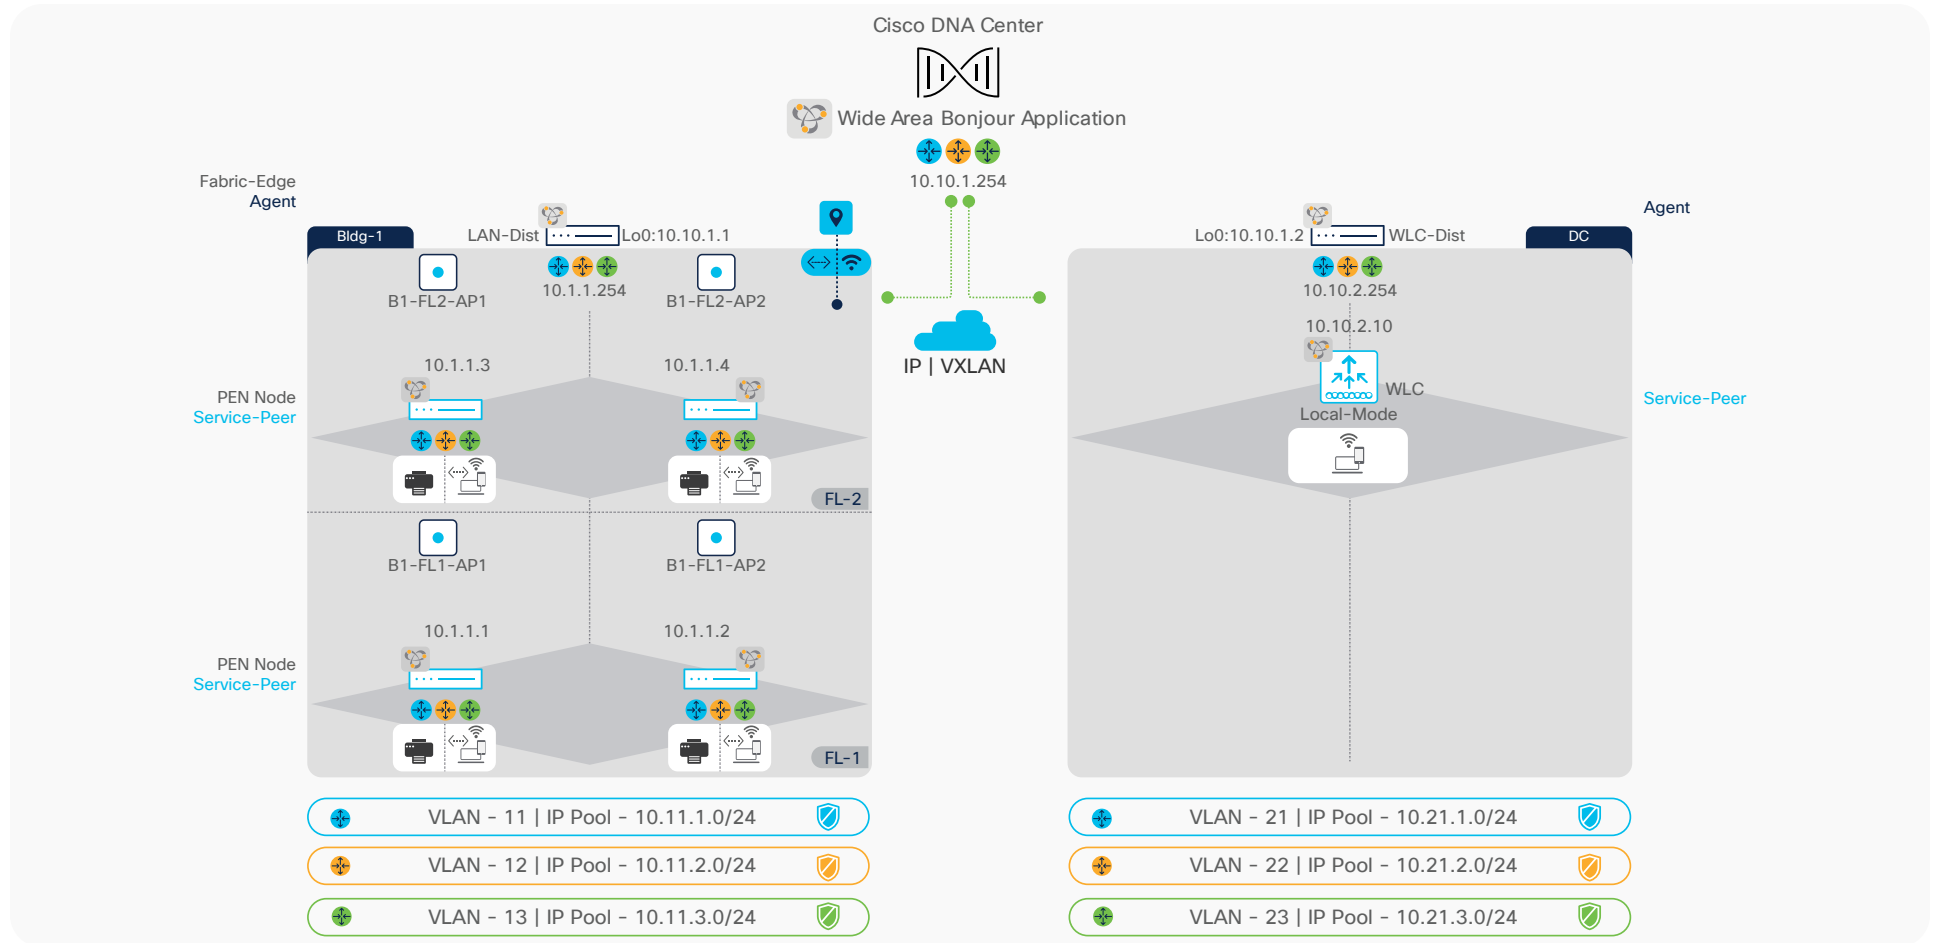 Cisco DNA Center
Wide Area Bonjour Application
10.10.1.254
Fabric-Edge
Agent
Bldg-1
LAN-Dist
Lo0:10.10.1.1
10.1.1.254
B1-FL2-AP1
B1-FL2-AP2
10.1.1.3
10.1.1.4
PEN Node
Service-Peer
FL-2
B1-FL1-AP1
B1-FL1-AP2
10.1.1.1
10.1.1.2
PEN Node
Service-Peer
FL-1
IP | VXLAN
Agent
Lo0:10.10.1.2
WLC-Dist
DC
10.10.2.254
10.10.2.10
WLC
Local-Mode
Service-Peer
VLAN - 11 | IP Pool - 10.11.1.0/24
VLAN - 12 | IP Pool - 10.11.2.0/24
VLAN - 13 | IP Pool - 10.11.3.0/24
VLAN - 21 | IP Pool - 10.21.1.0/24
VLAN - 22 | IP Pool - 10.21.2.0/24
VLAN - 23 | IP Pool - 10.21.3.0/24